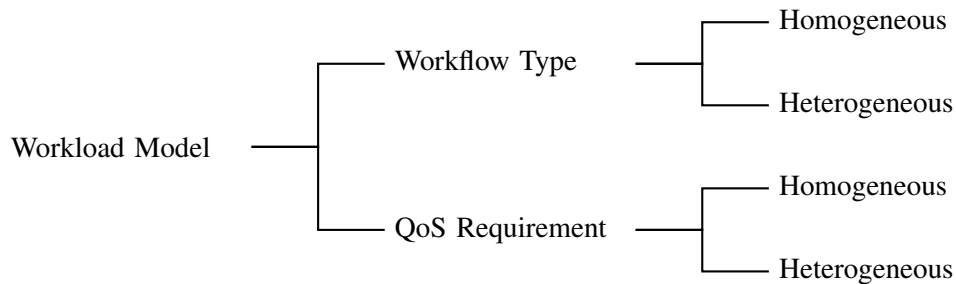 Homogeneous
Workflow Type
Heterogeneous
Workload Model
Homogeneous
QoS Requirement
Heterogeneous